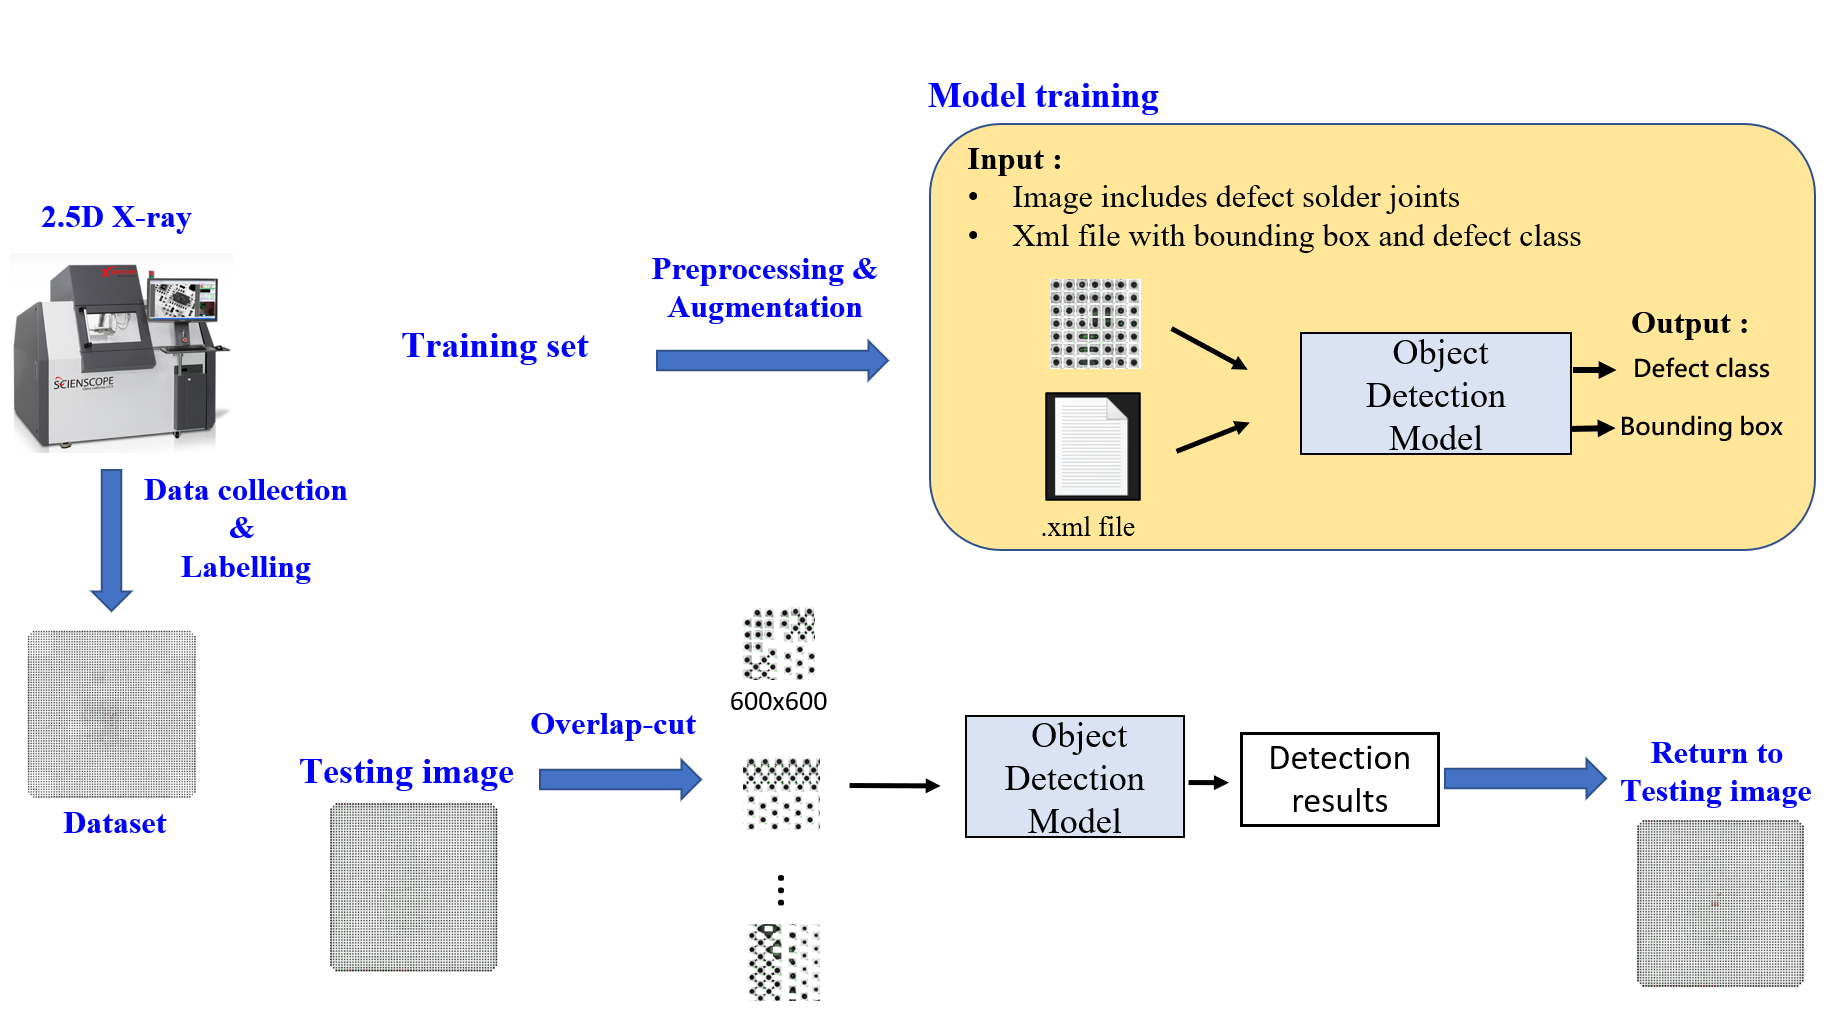 Model training
Input :
• Image includes defect solder joints
• Xml file with bounding box and defect class
2.5D X-ray
SCIENSCOPE
Preprocessing &
Augmentation
Training set
Object
Detection
Model
Output :
Defect class
Bounding box
.xml file
Data collection
&
Labelling
Dataset
Testing image
Overlap-cut
600x600
Object
Detection
Model
Detection
results
Return to
Testing image